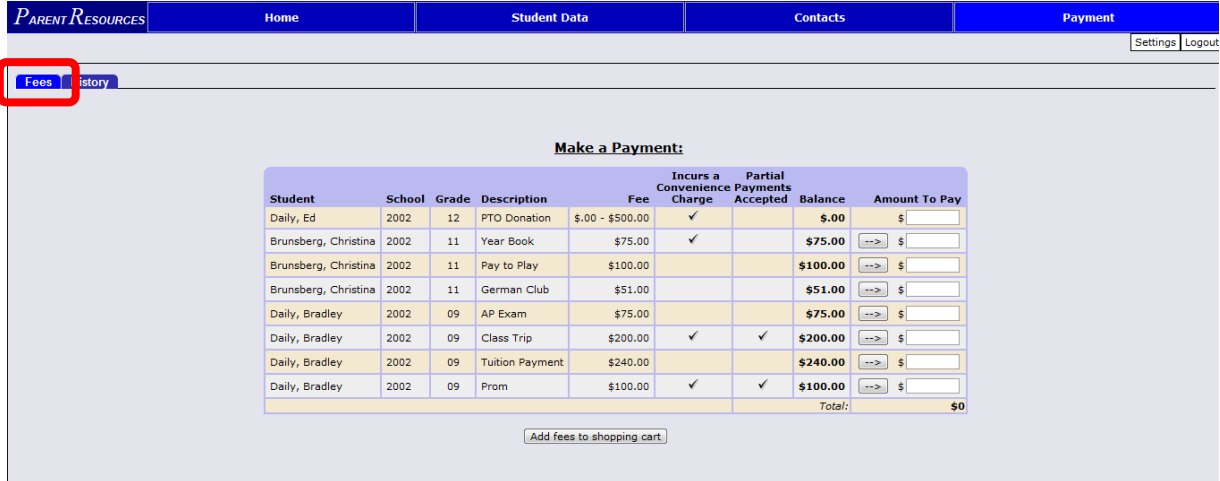 PARENT RESOURCES Home Student Data Contacts Payment
Settings Logout
Fees History
Make a Payment:
Student School Grade Description Fee Incurs a Convenience Charge Partial Payments Accepted Balance Amount To Pay
Daily, Ed 2002 12 PTO Donation $.00 - $500.00 ✓ $.00 $
Brunsberg, Christina 2002 11 Year Book $75.00 ✓ $75.00 --> $
Brunsberg, Christina 2002 11 Pay to Play $100.00 $100.00 --> $
Brunsberg, Christina 2002 11 German Club $51.00 $51.00 --> $
Daily, Bradley 2002 09 AP Exam $75.00 $75.00 --> $
Daily, Bradley 2002 09 Class Trip $200.00 ✓ ✓ $200.00 --> $
Daily, Bradley 2002 09 Tuition Payment $240.00 $240.00 --> $
Daily, Bradley 2002 09 Prom $100.00 ✓ ✓ $100.00 --> $
Total: $0
Add fees to shopping cart